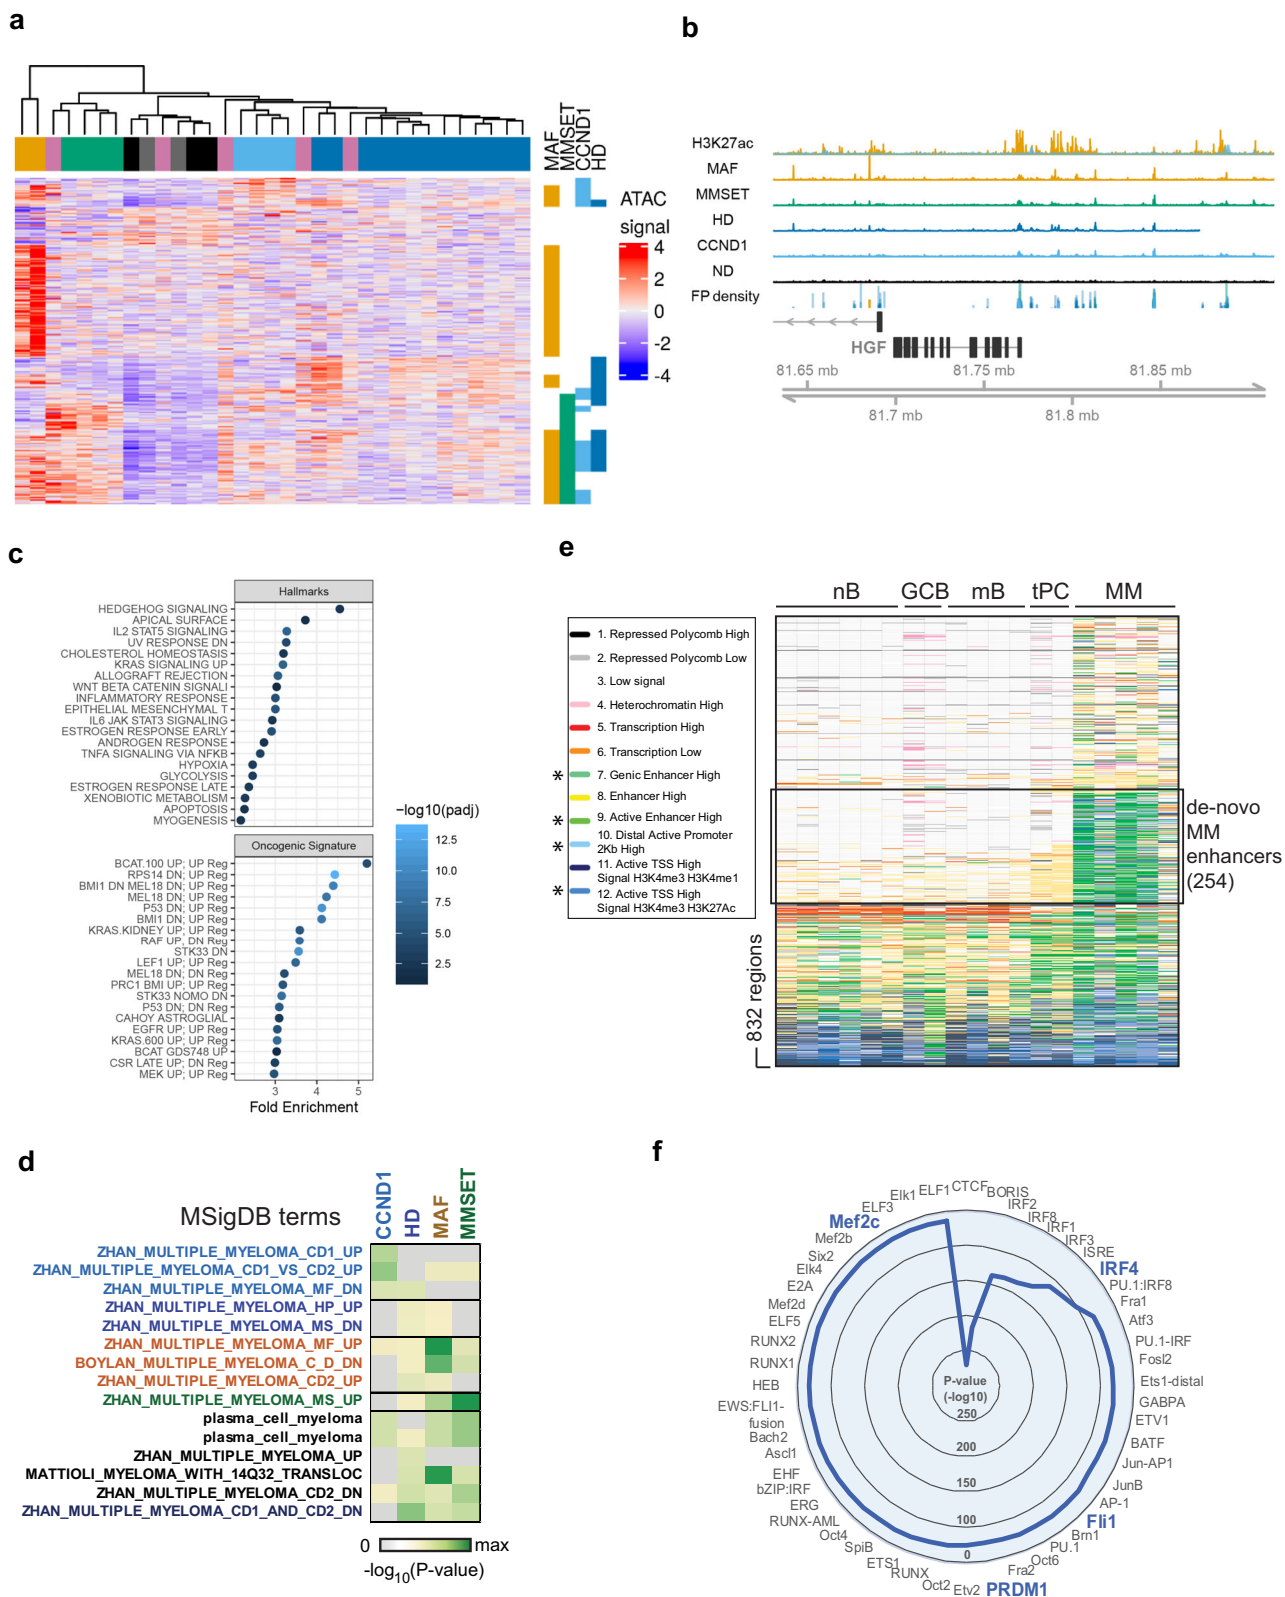 a
MAF
MMSET
CCND1
HD
ATAC
signal
4
2
0
-2
-4
b
H3K27ac
MAF
MMSET
HD
CCND1
ND
FP density
HGF
81.65 mb
81.75 mb
81.85 mb
81.7 mb
81.8 mb
c
Hallmarks
HEDGEHOG SIGNALING
APICAL SURFACE
IL2 STAT5 SIGNALING
UV RESPONSE DN
CHOLESTEROL HOMEOSTASIS
KRAS SIGNALING UP
ALLOGRAFT REJECTION
WNT BETA CATENIN SIGNALI
INFLAMMATORY RESPONSE
EPITHELIAL MESENCHYMAL T
IL6 JAK STAT3 SIGNALING
ESTROGEN RESPONSE EARLY
ANDROGEN RESPONSE
TNFA SIGNALING VIA NFKB
HYPOXIA
GLYCOLYSIS
ESTROGEN RESPONSE LATE
XENOBIOTIC METABOLISM
APOPTOSIS
MYOGENESIS
Oncogenic Signature
BCAT.100 UP; UP Reg
RPS14 DN; UP Reg
BMI1 DN MEL18 DN; UP Reg
MEL18 DN; UP Reg
P53 DN; UP Reg
BMI1 DN; UP Reg
KRAS.KIDNEY UP; UP Reg
RAF UP, DN Reg
STK33 DN
LEF1 UP; UP Reg
MEL18 DN; DN Reg
PRC1 BMI UP; UP Reg
STK33 NOMO DN
P53 DN; DN Reg
CAHOY ASTROGLIAL
EGFR UP; UP Reg
KRAS.600 UP; UP Reg
BCAT GDS748 UP
CSR LATE UP; DN Reg
MEK UP; UP Reg
3
4
5
Fold Enrichment
−log10(padj)
12.5
10.0
7.5
5.0
2.5
e
nB
GCB
mB
tPC
MM
1. Repressed Polycomb High
2. Repressed Polycomb Low
3. Low signal
4. Heterochromatin High
5. Transcription High
6. Transcription Low
* 7. Genic Enhancer High
8. Enhancer High
* 9. Active Enhancer High
10. Distal Active Promoter
* 2Kb High
11. Active TSS High
Signal H3K4me3 H3K4me1
* 12. Active TSS High
Signal H3K4me3 H3K27Ac
de-novo
MM
enhancers
(254)
832 regions
d
MSigDB terms
CCND1
HD
MAF
MMSET
ZHAN_MULTIPLE_MYELOMA_CD1_UP
ZHAN_MULTIPLE_MYELOMA_CD1_VS_CD2_UP
ZHAN_MULTIPLE_MYELOMA_MF_DN
ZHAN_MULTIPLE_MYELOMA_HP_UP
ZHAN_MULTIPLE_MYELOMA_MS_DN
ZHAN_MULTIPLE_MYELOMA_MF_UP
BOYLAN_MULTIPLE_MYELOMA_C_D_DN
ZHAN_MULTIPLE_MYELOMA_CD2_UP
ZHAN_MULTIPLE_MYELOMA_MS_UP
plasma_cell_myeloma
plasma_cell_myeloma
ZHAN_MULTIPLE_MYELOMA_UP
MATTIOLI_MYELOMA_WITH_14Q32_TRANSLOC
ZHAN_MULTIPLE_MYELOMA_CD2_DN
ZHAN_MULTIPLE_MYELOMA_CD1_AND_CD2_DN
0
max
-log10(P-value)
f
CTCF
BORIS
IRF2
IRF8
IRF1
IRF3
ISRE
IRF4
PU.1:IRF8
Fra1
Atf3
PU.1-IRF
Fosl2
Ets1-distal
GABPA
ETV1
BATF
Jun-AP1
JunB
AP-1
Fli1
Brn1
PU.1
Oct6
Fra2
PRDM1
Etv2
Oct2
RUNX
ETS1
SpiB
Oct4
RUNX-AML
ERG
bZIP:IRF
EHF
Ascl1
Bach2
EWS:FLI1-
fusion
HEB
RUNX1
RUNX2
ELF5
Mef2d
E2A
Elk4
Six2
Mef2b
Mef2c
ELF3
Elk1
ELF1
P-value
(-log10)
250
200
150
100
0